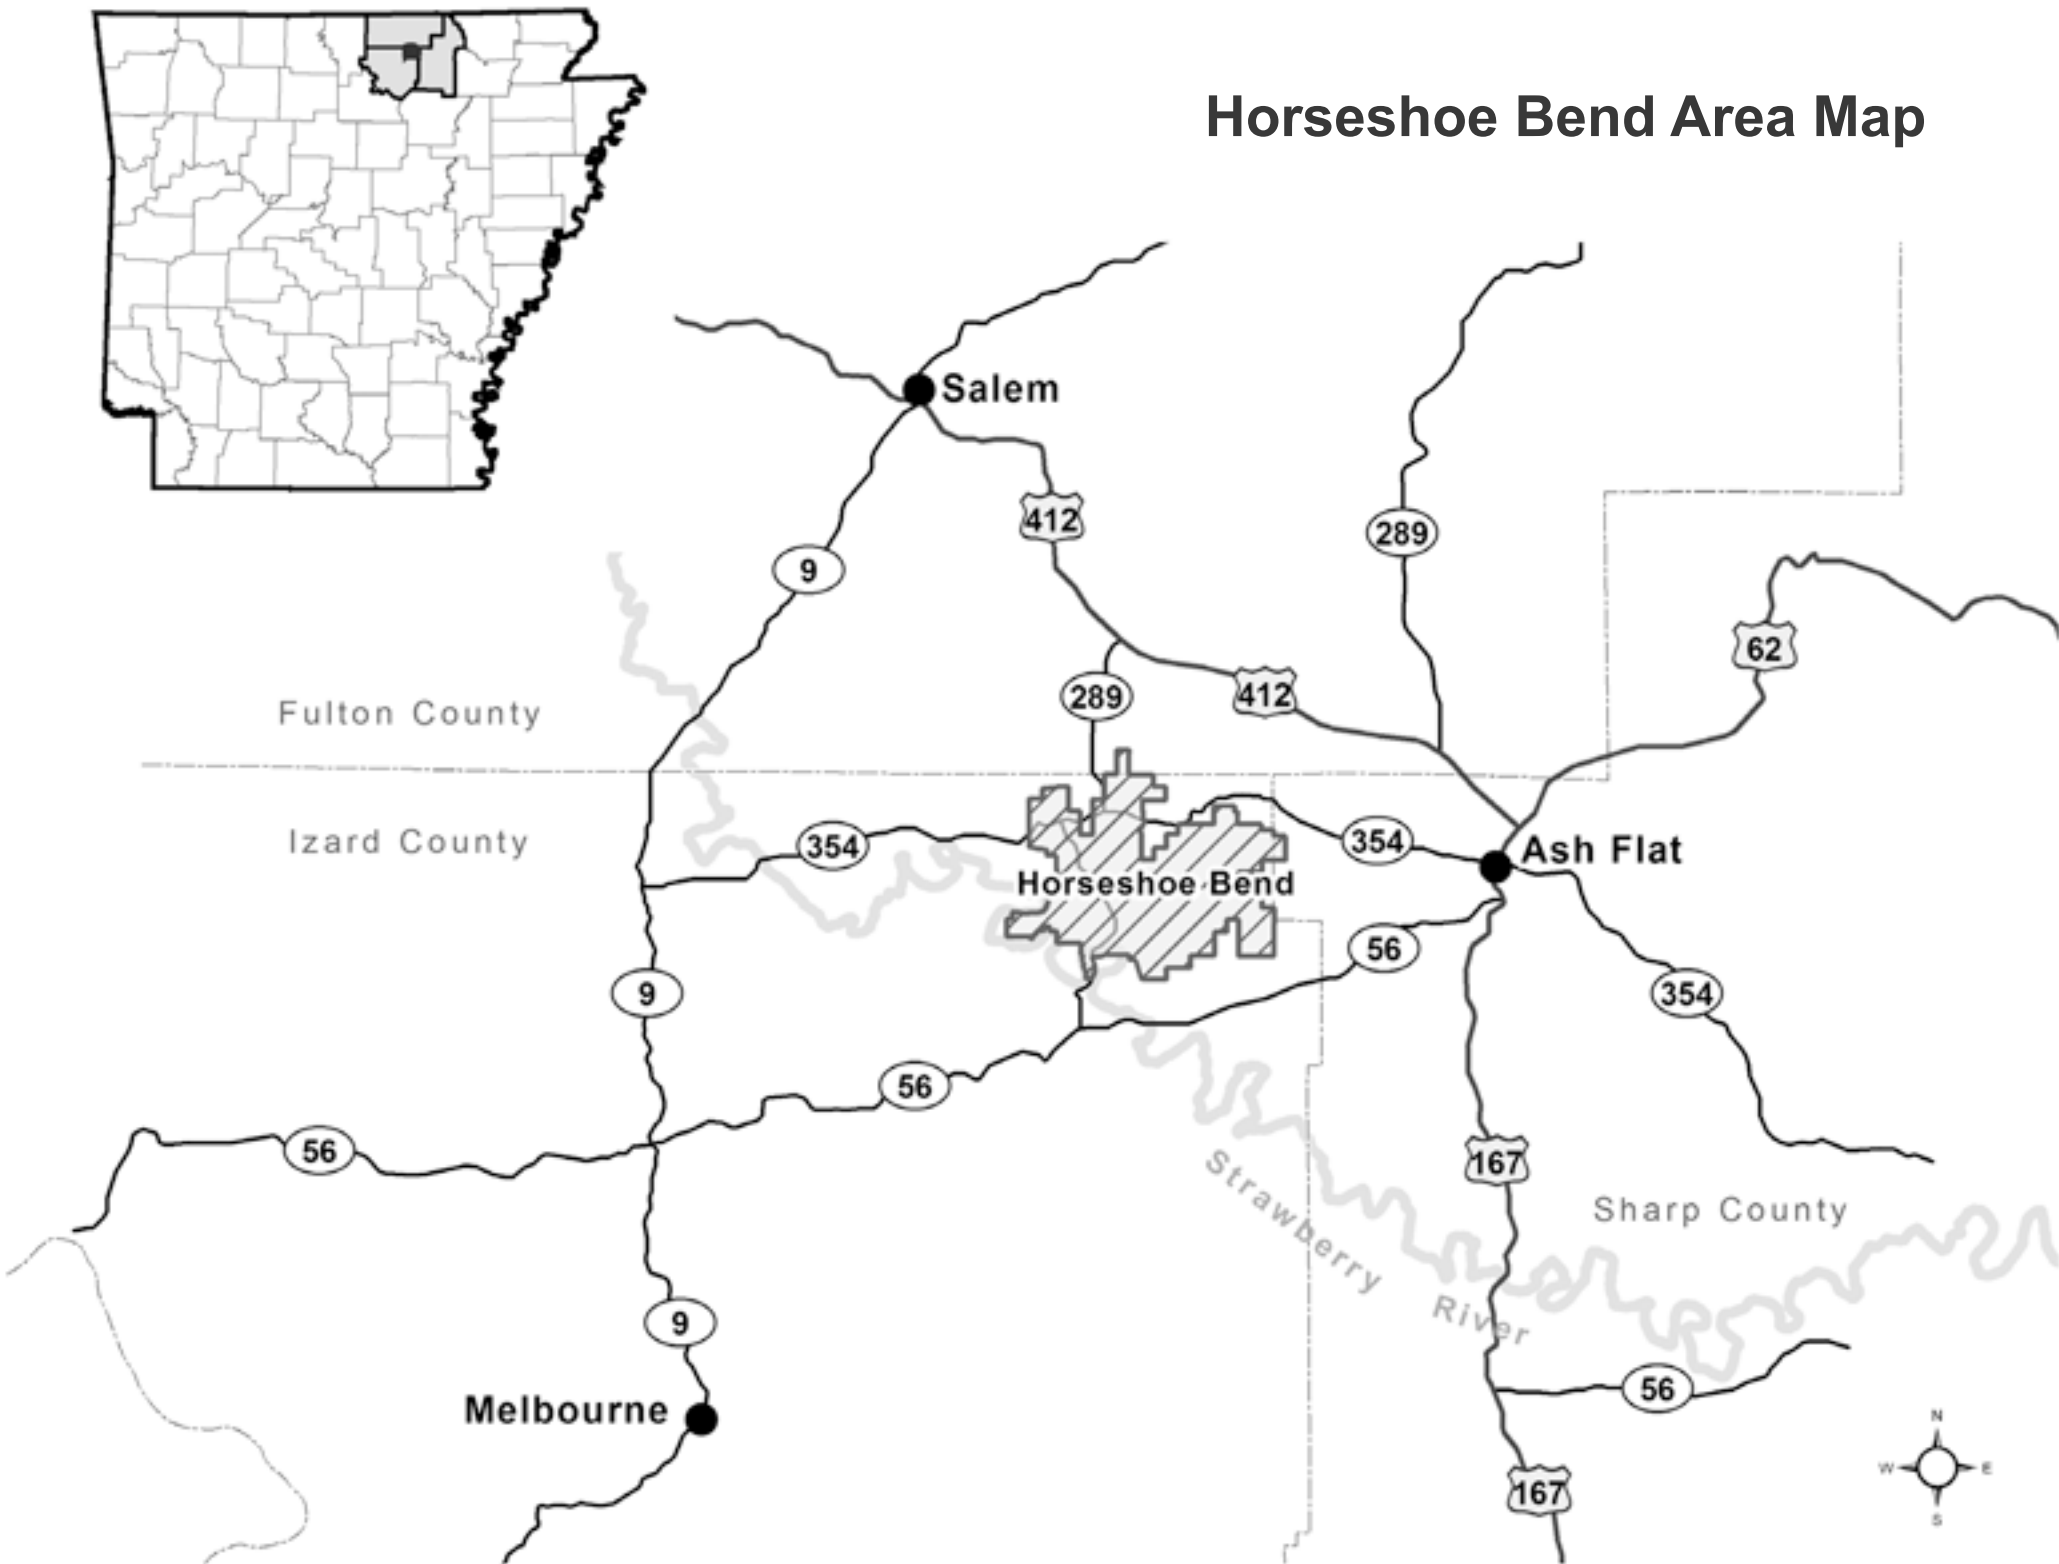 Horseshoe Bend Area Map
Salem
412
289
9
62
289
412
Fulton County
Izard County
354
354
Ash Flat
Horseshoe Bend
56
9
354
56
56
167
Strawberry River
Sharp County
9
56
Melbourne
167
N
W
E
S